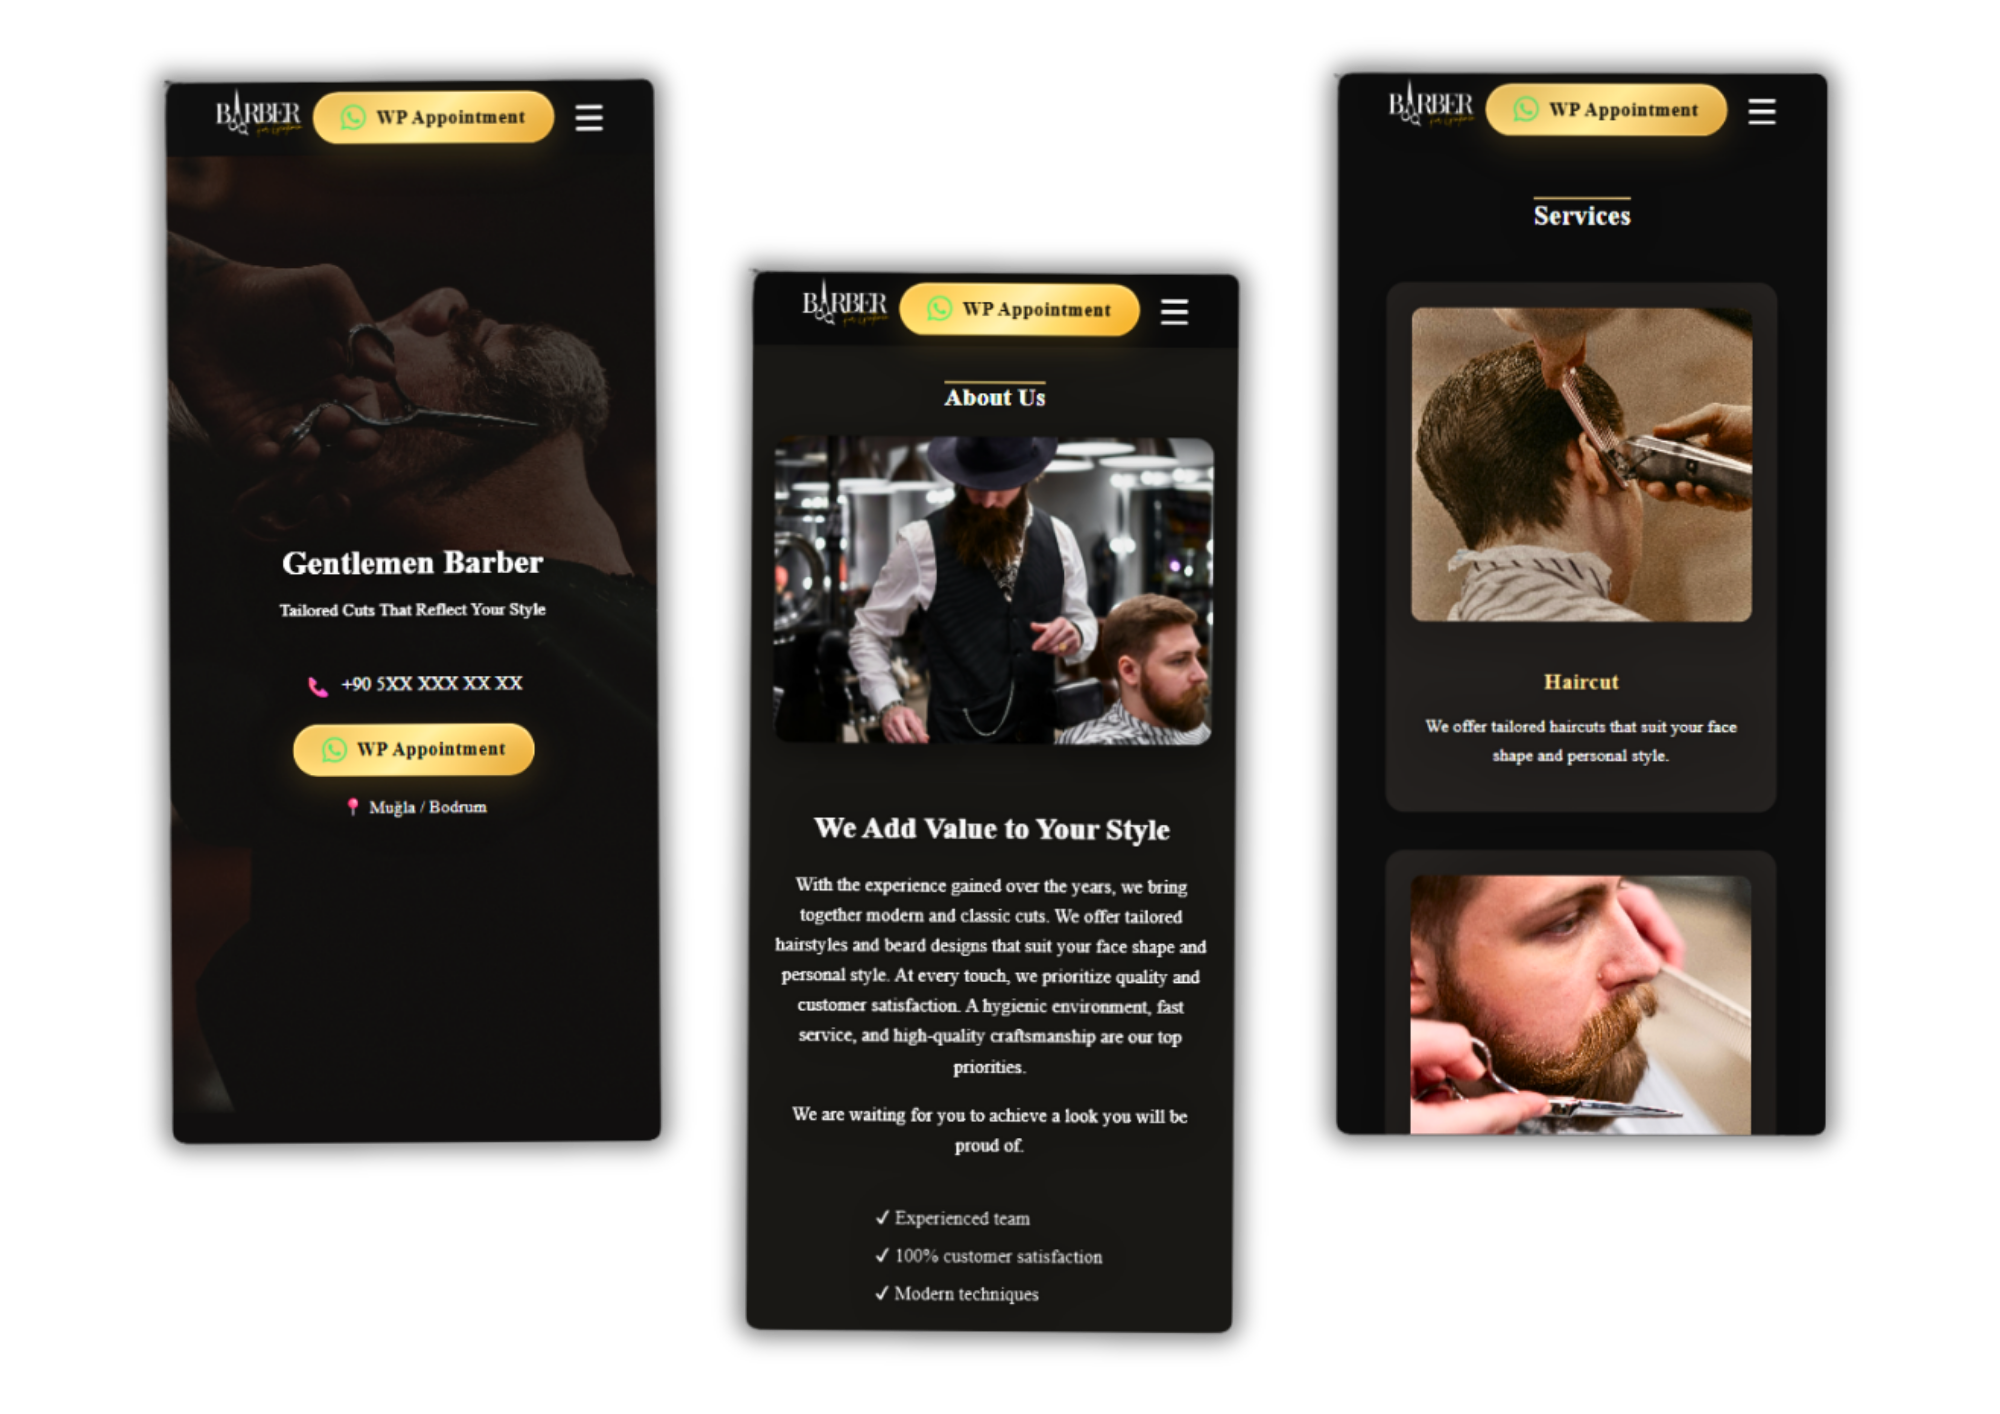 BARBER
WP Appointment
Gentlemen Barber
Tailored Cuts That Reflect Your Style
+90 5XX XXX XX XX
WP Appointment
Muğla / Bodrum
BARBER
WP Appointment
About Us
We Add Value to Your Style
With the experience gained over the years, we bring
together modern and classic cuts. We offer tailored
hairstyles and beard designs that suit your face shape and
personal style. At every touch, we prioritize quality and
customer satisfaction. A hygienic environment, fast
service, and high-quality craftsmanship are our top
priorities.
We are waiting for you to achieve a look you will be
proud of.
✓ Experienced team
✓ 100% customer satisfaction
✓ Modern techniques
BARBER
WP Appointment
Services
Haircut
We offer tailored haircuts that suit your face
shape and personal style.